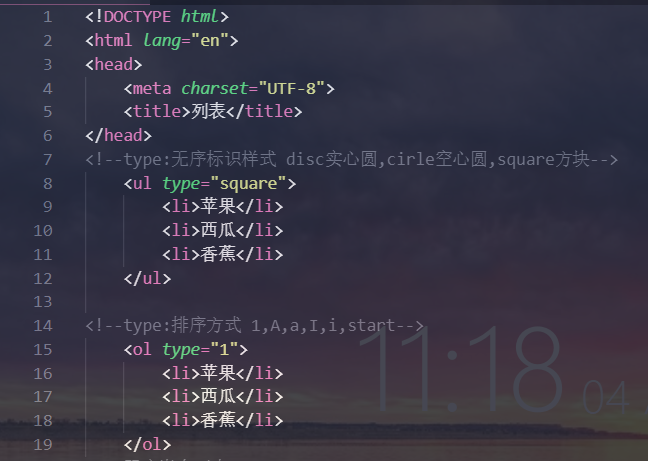 1 <!DOCTYPE html>
2 <html lang="en">
3 <head>
4 <meta charset="UTF-8">
5 <title>列表</title>
6 </head>
7 <!--type:无序标识样式 disc实心圆,cirle空心圆,square方块-->
8 <ul type="square">
9 <li>苹果</li>
10 <li>西瓜</li>
11 <li>香蕉</li>
12 </ul>
13
14 <!--type:排序方式 1,A,a,I,i,start-->
15 <ol type="1">
16 <li>苹果</li>
17 <li>西瓜</li>
18 <li>香蕉</li>
19 </ol>
11:18 04